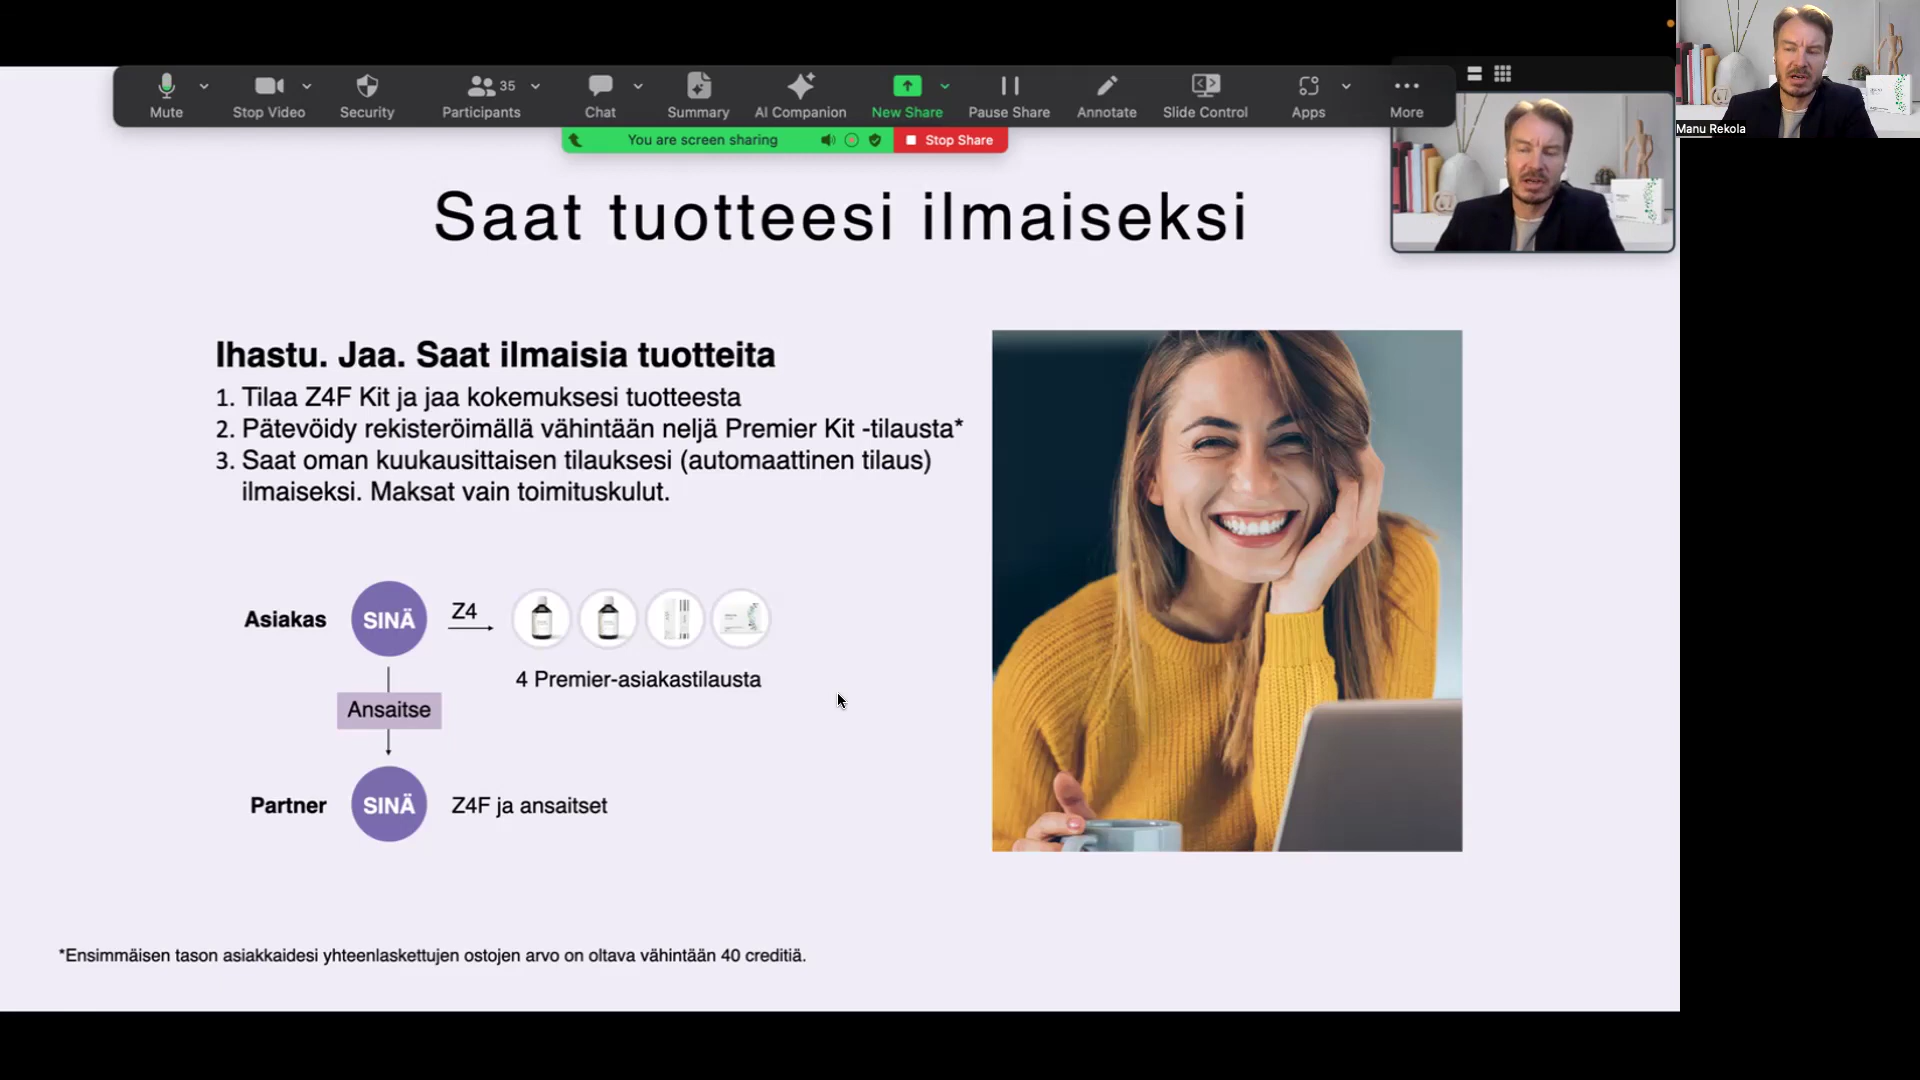 Mute
Stop Video
Security
Participants
35
Chat
Summary
AI Companion
New Share
Pause Share
Annotate
Slide Control
Apps
More
You are screen sharing
Stop Share
Manu Rekola
Saat tuotteesi ilmaiseksi
Ihastu. Jaa. Saat ilmaisia tuotteita
1. Tilaa Z4F Kit ja jaa kokemuksesi tuotteesta
2. Pätevöidy rekisteröimällä vähintään neljä Premier Kit -tilausta*
3. Saat oman kuukausittaisen tilauksesi (automaattinen tilaus)
ilmaiseksi. Maksat vain toimituskulut.
Asiakas
SINÄ
Z4
4 Premier-asiakastilausta
Ansaitse
Partner
SINÄ
Z4F ja ansaitset
*Ensimmäisen tason asiakkaidesi yhteenlaskettujen ostojen arvo on oltava vähintään 40 creditiä.